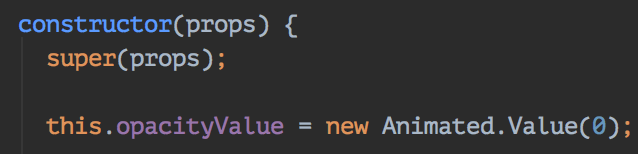 constructor(props) {
super(props);
this.opacityValue = new Animated.Value(0);